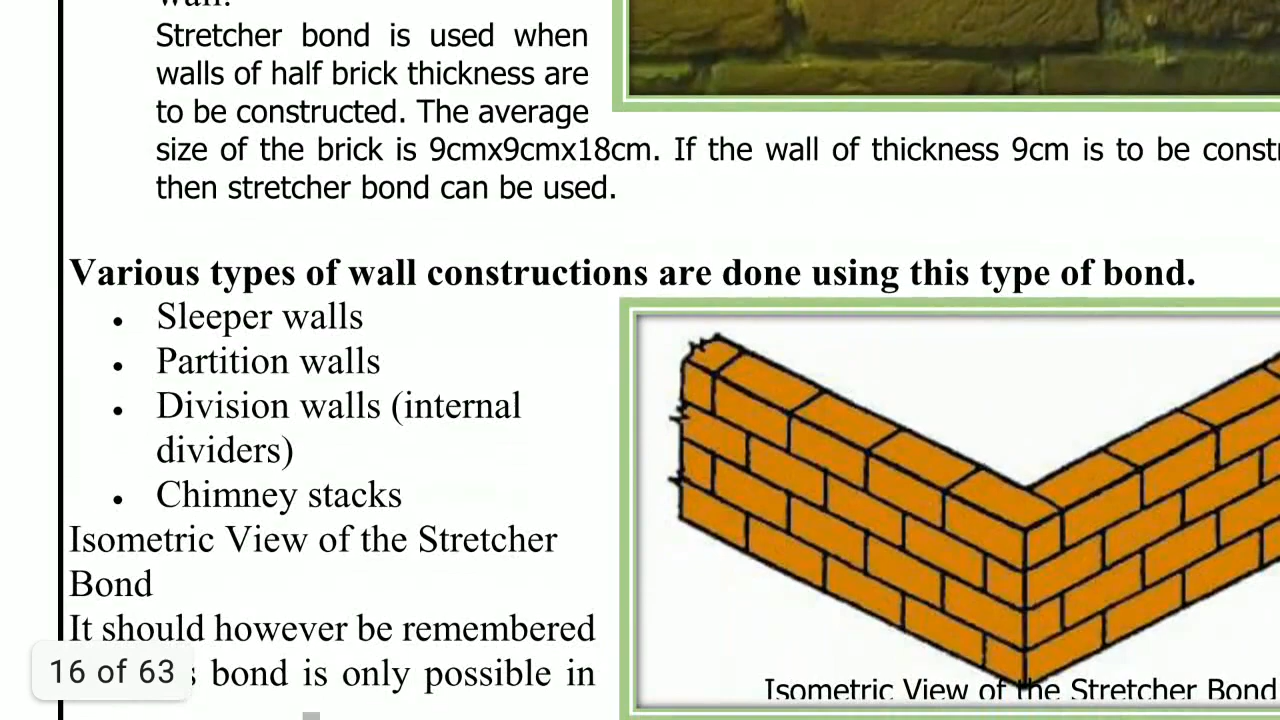 wall.
Stretcher bond is used when
walls of half brick thickness are
to be constructed. The average
size of the brick is 9cmx9cmx18cm. If the wall of thickness 9cm is to be
then stretcher bond can be used.
Various types of wall constructions are done using this type of bond.
• Sleeper walls
• Partition walls
• Division walls (internal
dividers)
• Chimney stacks
Isometric View of the Stretcher
Bond
It should however be remembered
bond is only possible in
16 of 63
Isometric View of the Stretcher Bond